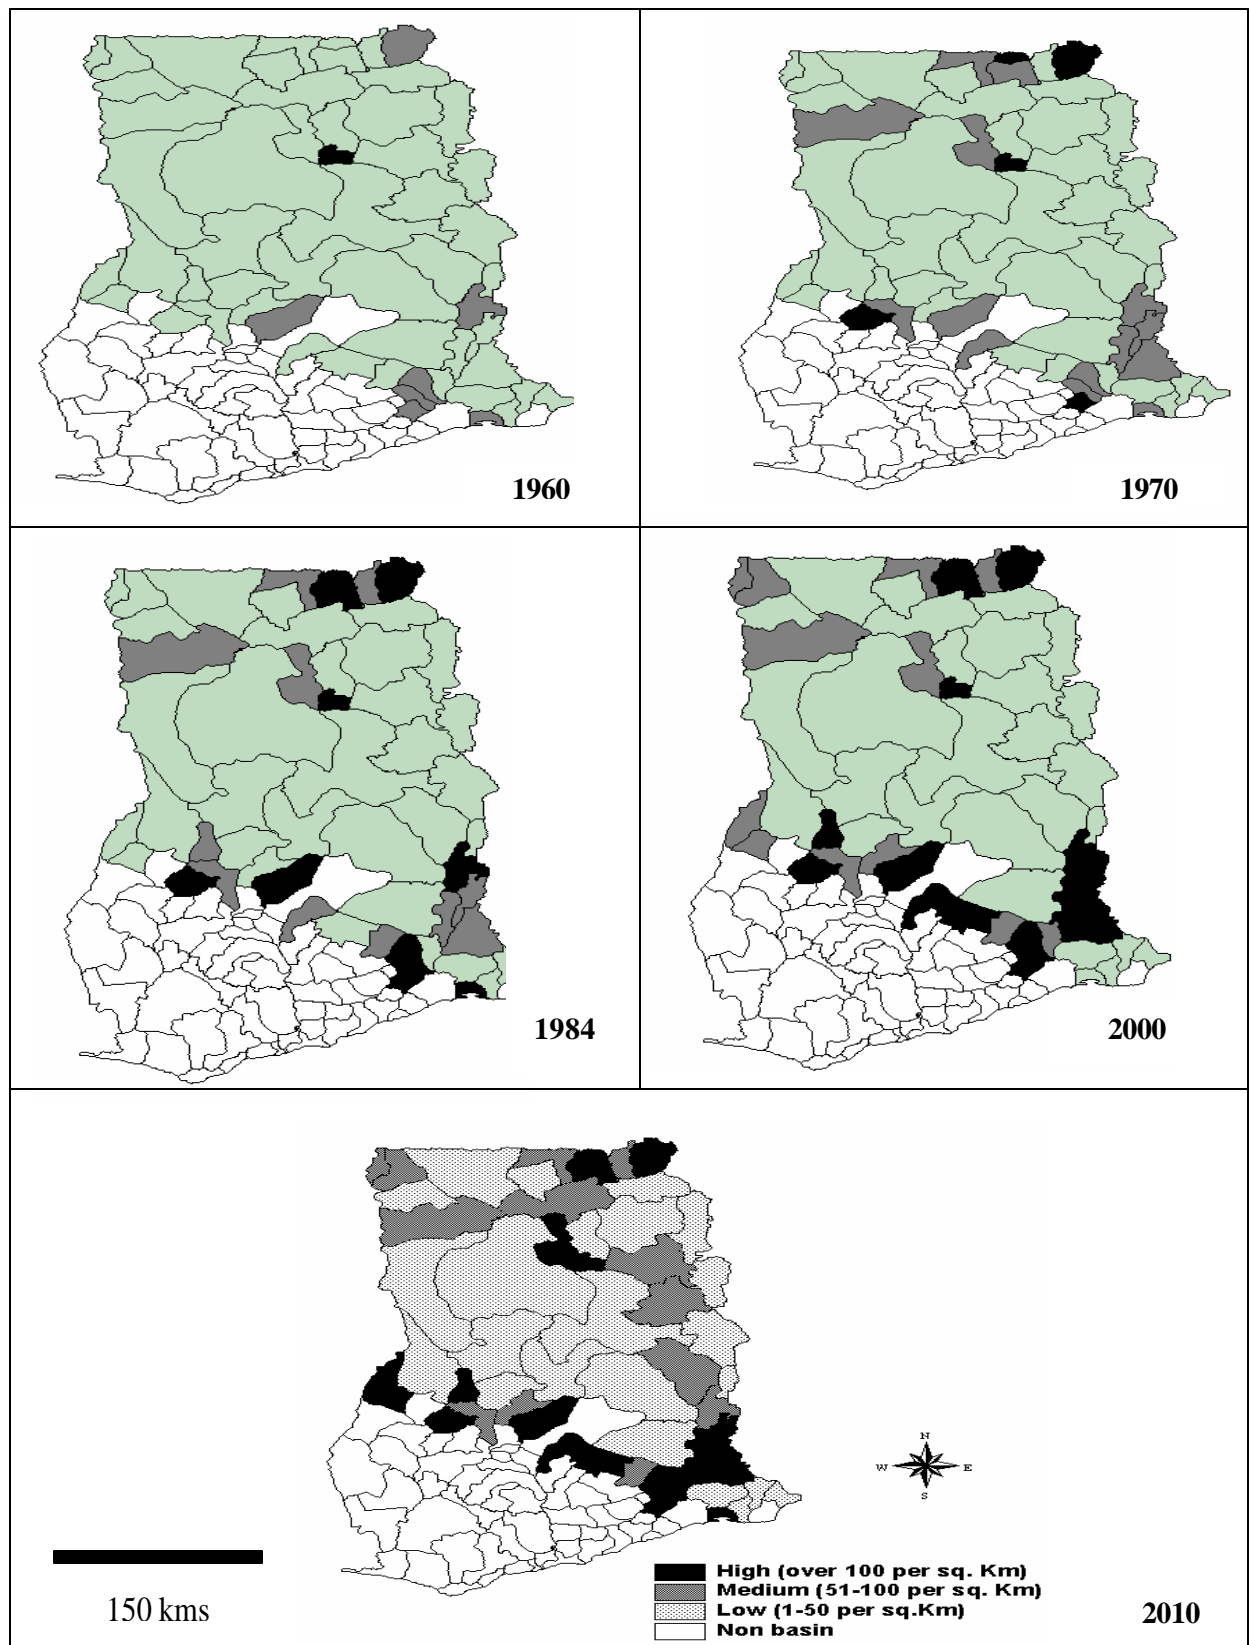 1960
1970
1984
2000
N
W E
S
High (over 100 per sq. Km)
Medium (51-100 per sq. Km)
Low (1-50 per sq.Km)
Non basin
150 kms
2010